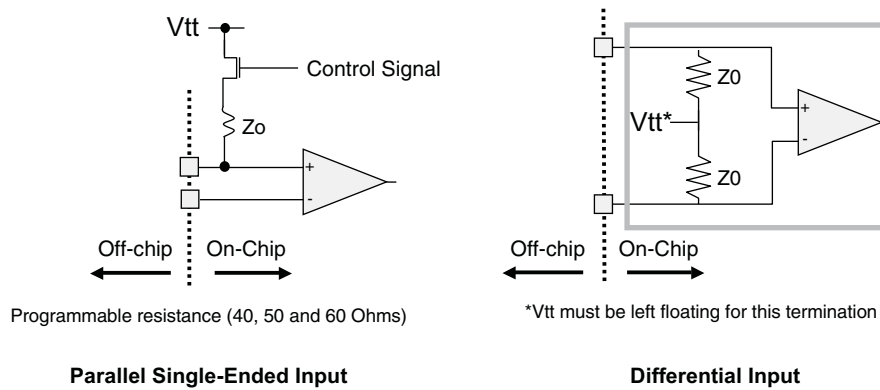 Vtt
Control Signal
Zo
+
-
Off-chip
On-Chip
Programmable resistance (40, 50 and 60 Ohms)
Parallel Single-Ended Input
Z0
Vtt*
+
-
Z0
Off-chip
On-Chip
*Vtt must be left floating for this termination
Differential Input